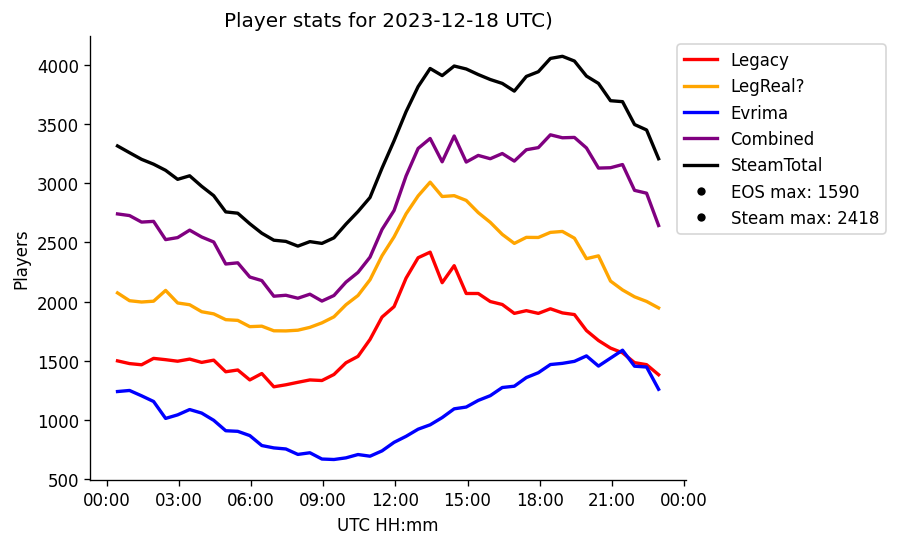 Player stats for 2023-12-18 UTC)
Legacy
LegReal?
Evrima
Combined
SteamTotal
EOS max: 1590
Steam max: 2418
Players
4000
3500
3000
2500
2000
1500
1000
500
00:00 03:00 06:00 09:00 12:00 15:00 18:00 21:00 00:00
UTC HH:mm